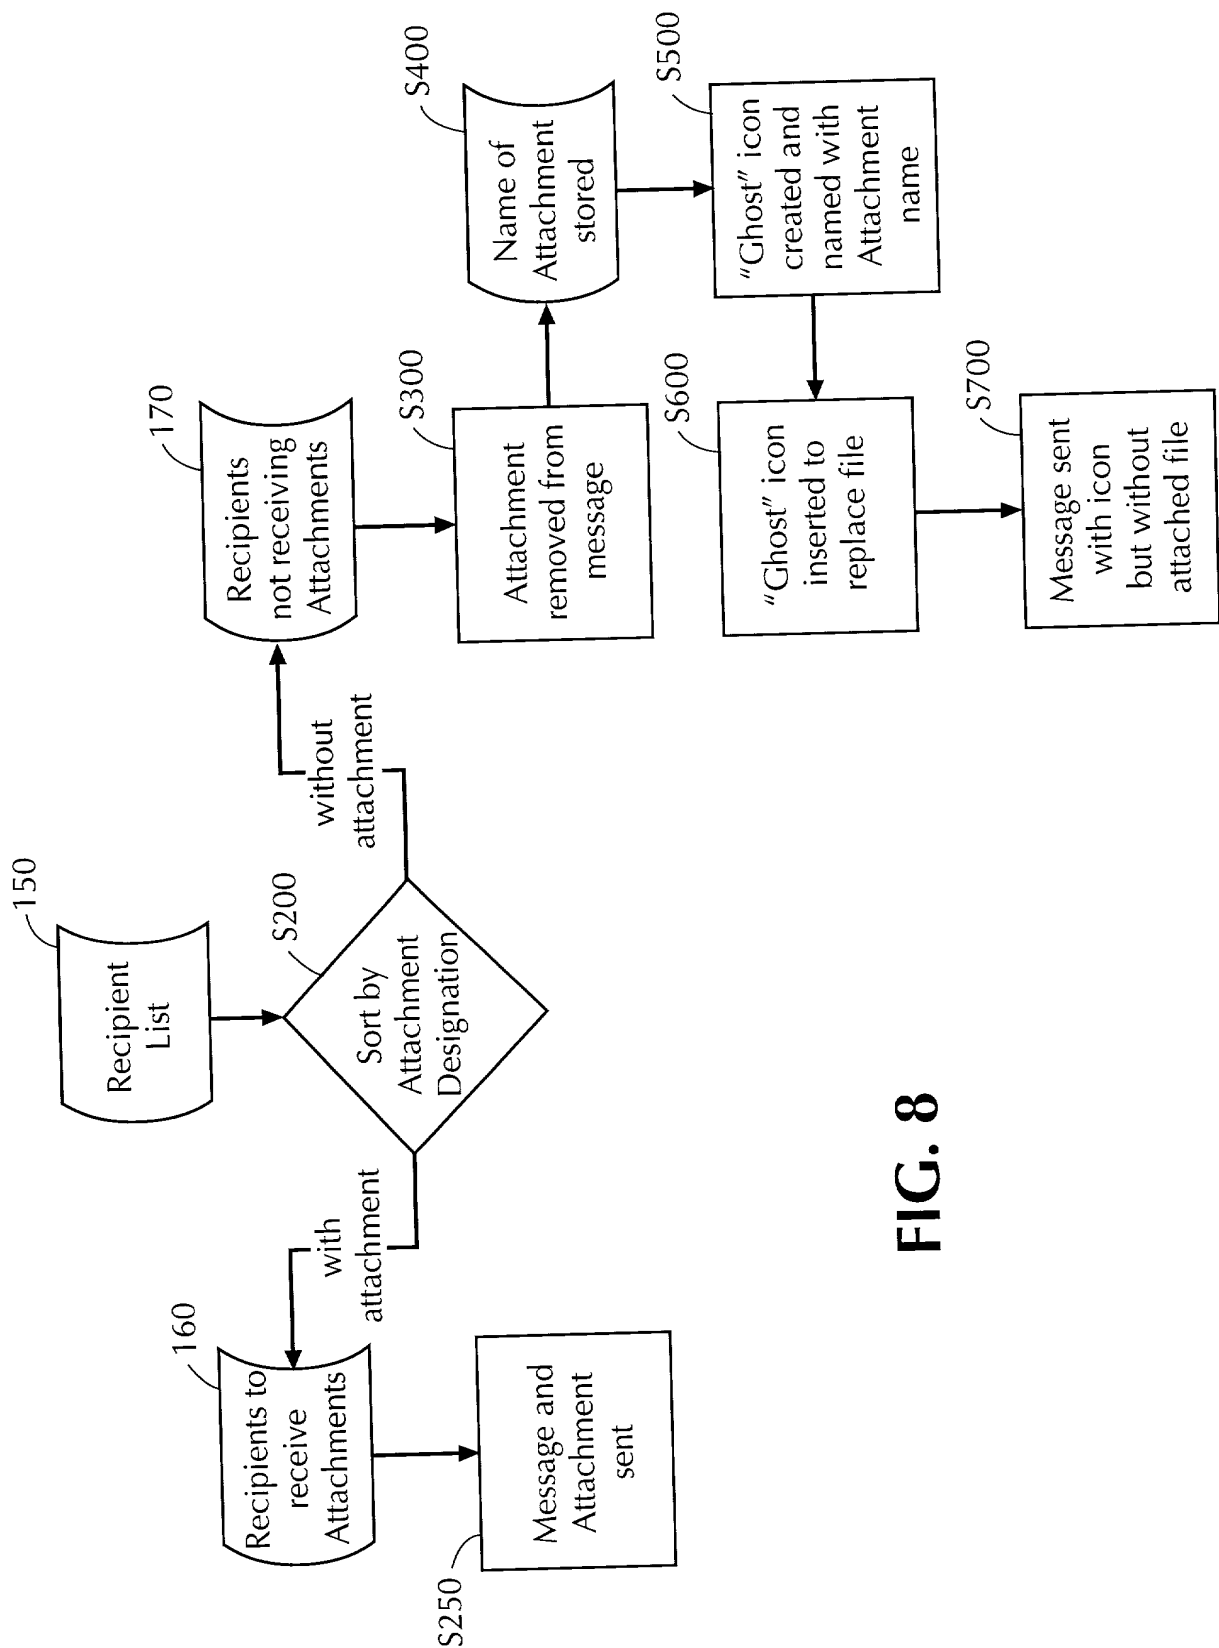 150
Recipient
List
S200
Sort by
Attachment
Designation
with
attachment
160
Recipients to
receive
Attachments
S250
Message and
Attachment
sent
without
attachment
170
Recipients
not receiving
Attachments
S300
Attachment
removed from
message
S400
Name of
Attachment
stored
S500
“Ghost” icon
created and
named with
Attachment
name
S600
“Ghost” icon
inserted to
replace file
S700
Message sent
with icon
but without
attached file
FIG. 8